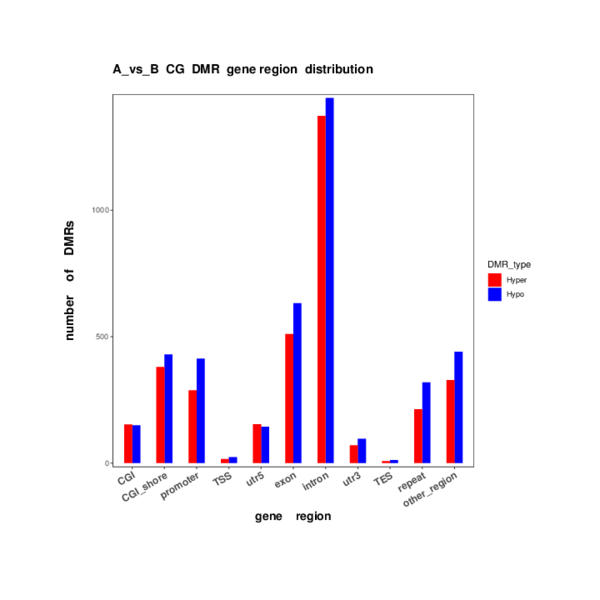 A_vs_B CG DMR gene region distribution
number of DMRs
1000
500
0
CGI
CGI_shore
promoter
TSS
utr5
exon
intron
utr3
TES
repeat
other_region
gene region
DMR_type
Hyper
Hypo